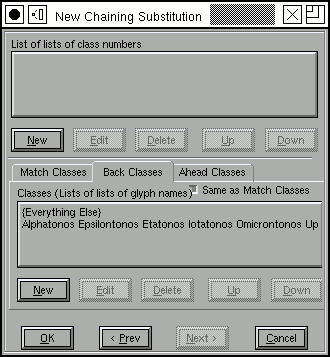 New Chaining Substitution
List of lists of class numbers
New Edit Delete Up Down
Match Classes Back Classes Ahead Classes
Classes (Lists of lists of glyph names) Same as Match Classes
{Everything Else}
Alphatonos Epsilontonos Etatonos Iotatonos Omicrontonos Up
New Edit Delete Up Down
OK < Prev Next > Cancel